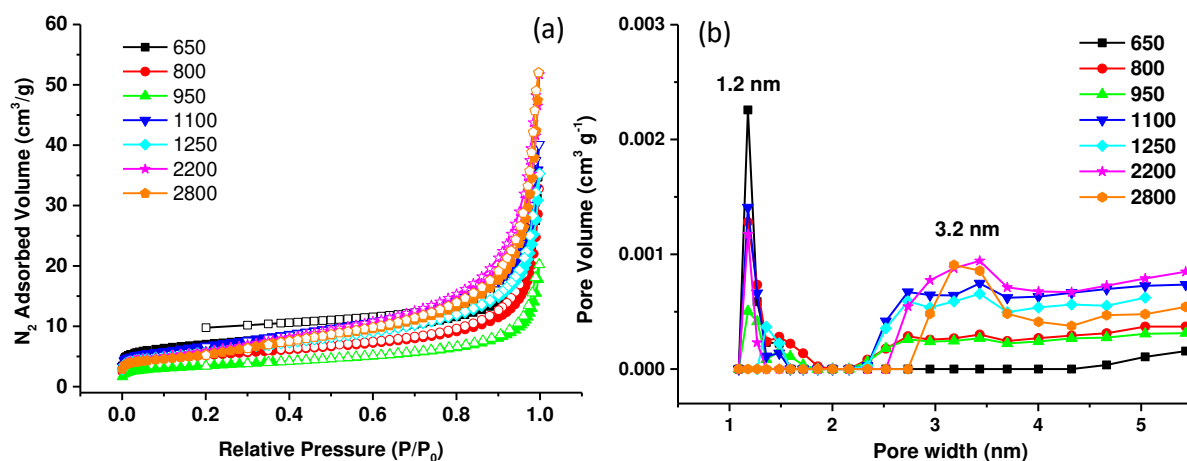 (a)
60
50
40
30
20
10
0
N2 Adsorbed Volume (cm3/g)
650
800
950
1100
1250
2200
2800
0.0 0.2 0.4 0.6 0.8 1.0
Relative Pressure (P/P0)
(b)
0.003
0.002
0.001
0.000
Pore Volume (cm3 g-1)
1.2 nm
3.2 nm
650
800
950
1100
1250
2200
2800
1 2 3 4 5
Pore width (nm)